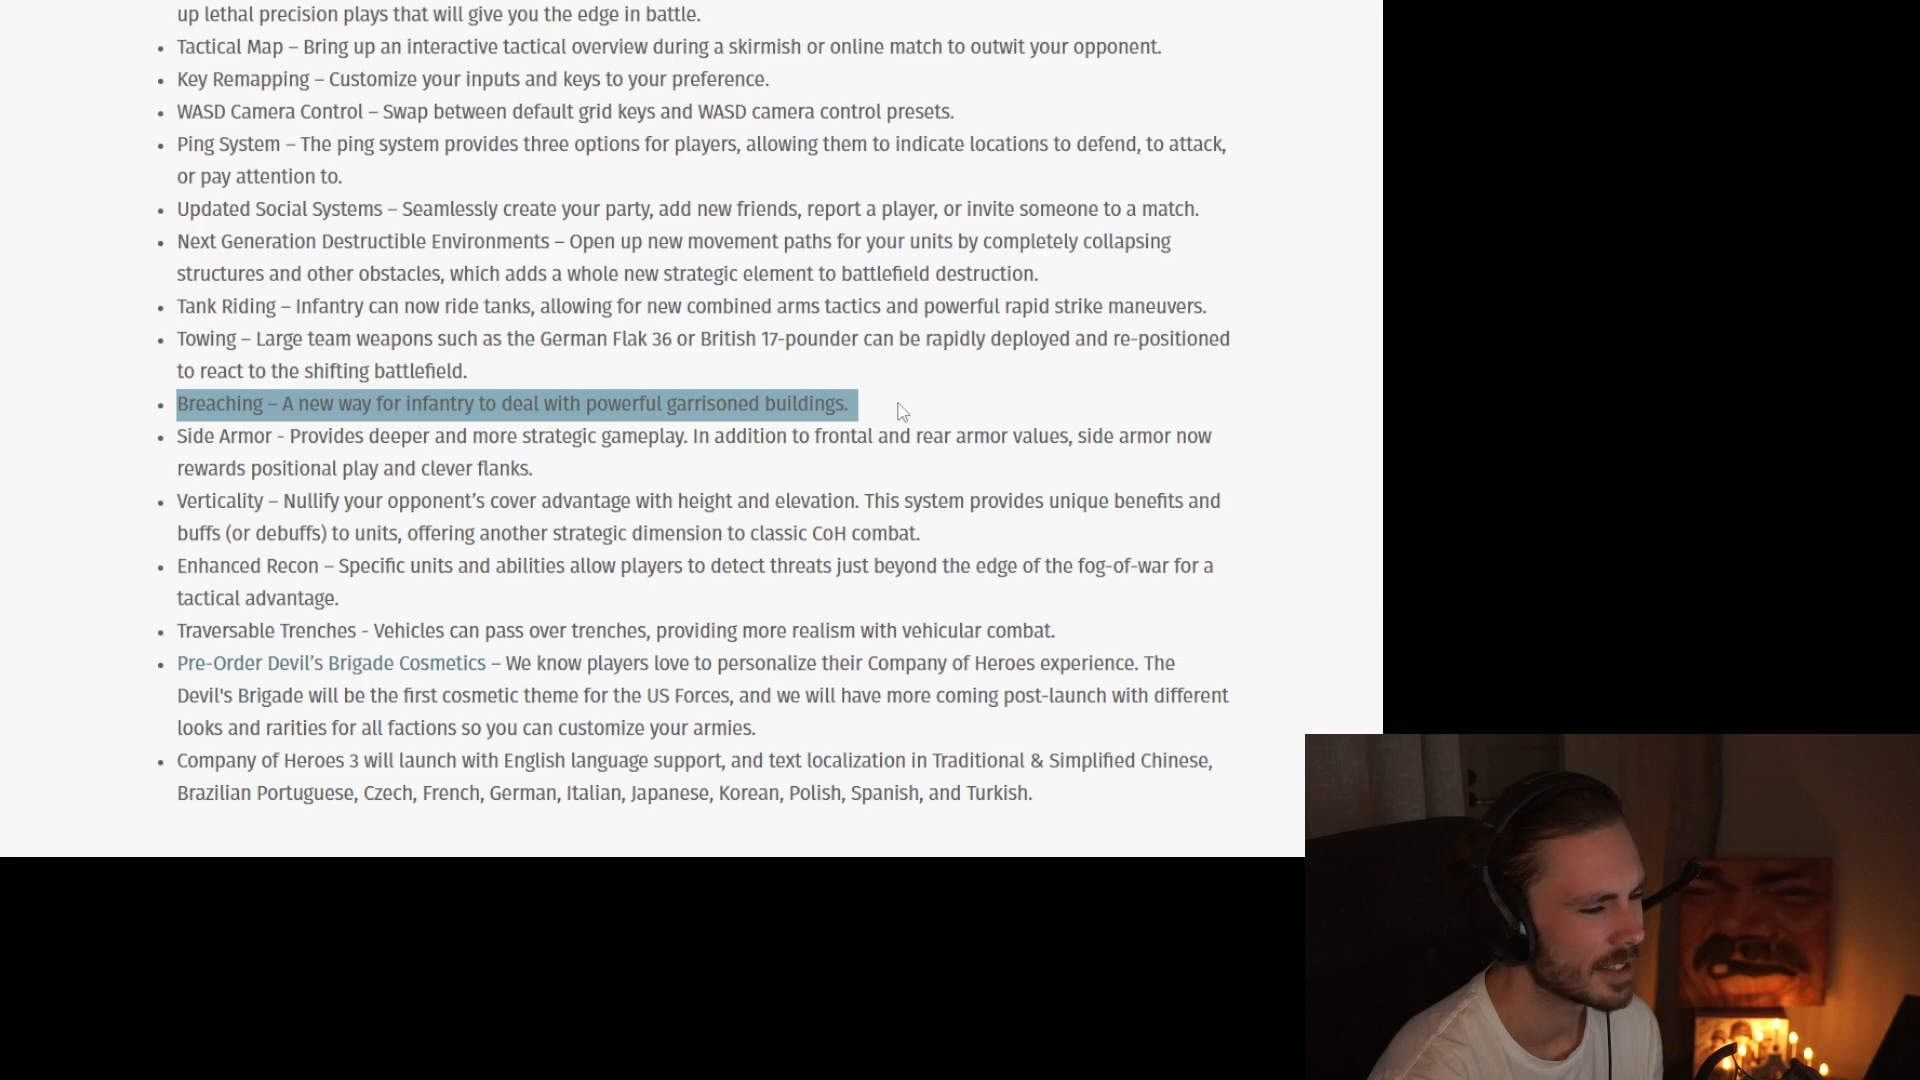 up lethal precision plays that will give you the edge in battle.
• Tactical Map – Bring up an interactive tactical overview during a skirmish or online match to outwit your opponent.
• Key Remapping – Customize your inputs and keys to your preference.
• WASD Camera Control – Swap between default grid keys and WASD camera control presets.
• Ping System – The ping system provides three options for players, allowing them to indicate locations to defend, to attack,
or pay attention to.
• Updated Social Systems – Seamlessly create your party, add new friends, report a player, or invite someone to a match.
• Next Generation Destructible Environments – Open up new movement paths for your units by completely collapsing
structures and other obstacles, which adds a whole new strategic element to battlefield destruction.
• Tank Riding – Infantry can now ride tanks, allowing for new combined arms tactics and powerful rapid strike maneuvers.
• Towing – Large team weapons such as the German Flak 36 or British 17-pounder can be rapidly deployed and re-positioned
to react to the shifting battlefield.
• Breaching – A new way for infantry to deal with powerful garrisoned buildings.
• Side Armor - Provides deeper and more strategic gameplay. In addition to frontal and rear armor values, side armor now
rewards positional play and clever flanks.
• Verticality – Nullify your opponent’s cover advantage with height and elevation. This system provides unique benefits and
buffs (or debuffs) to units, offering another strategic dimension to classic CoH combat.
• Enhanced Recon – Specific units and abilities allow players to detect threats just beyond the edge of the fog-of-war for a
tactical advantage.
• Traversable Trenches - Vehicles can pass over trenches, providing more realism with vehicular combat.
• Pre-Order Devil’s Brigade Cosmetics – We know players love to personalize their Company of Heroes experience. The
Devil's Brigade will be the first cosmetic theme for the US Forces, and we will have more coming post-launch with different
looks and rarities for all factions so you can customize your armies.
• Company of Heroes 3 will launch with English language support, and text localization in Traditional & Simplified Chinese,
Brazilian Portuguese, Czech, French, German, Italian, Japanese, Korean, Polish, Spanish, and Turkish.